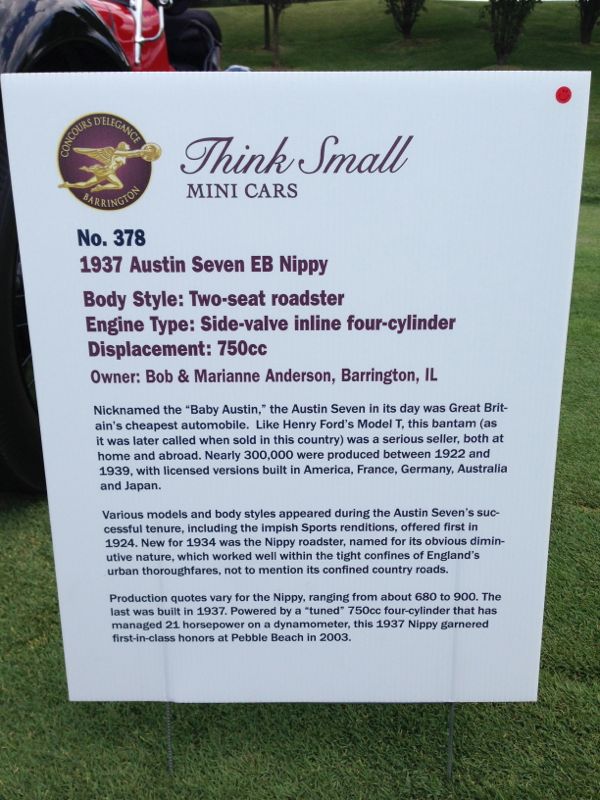 CONCOURS D'ELEGANCE
BARRINGTON
Think Small
MINI CARS
No. 378
1937 Austin Seven EB Nippy
Body Style: Two-seat roadster
Engine Type: Side-valve inline four-cylinder
Displacement: 750cc
Owner: Bob & Marianne Anderson, Barrington, IL
Nicknamed the “Baby Austin,” the Austin Seven in its day was Great Brit-
ain’s cheapest automobile. Like Henry Ford’s Model T, this bantam (as
it was later called when sold in this country) was a serious seller, both at
home and abroad. Nearly 300,000 were produced between 1922 and
1939, with licensed versions built in America, France, Germany, Australia
and Japan.
Various models and body styles appeared during the Austin Seven’s suc-
cessful tenure, including the impish Sports renditions, offered first in
1924. New for 1934 was the Nippy roadster, named for its obvious dimin-
utive nature, which worked well within the tight confines of England’s
urban thoroughfares, not to mention its confined country roads.
Production quotes vary for the Nippy, ranging from about 680 to 900. The
last was built in 1937. Powered by a “tuned” 750cc four-cylinder that has
managed 21 horsepower on a dynamometer, this 1937 Nippy garnered
first-in-class honors at Pebble Beach in 2003.